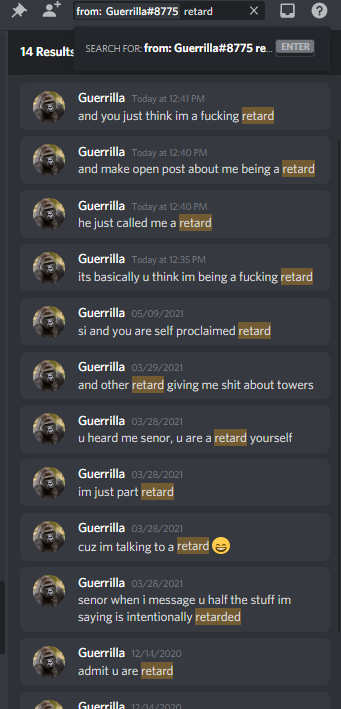 from: Guerrilla#8775 retard
14 Results
SEARCH FOR: from: Guerrilla#8775 re... ENTER
Guerrilla Today at 12:41 PM
and you just think im a fucking retard
Guerrilla Today at 12:40 PM
and make open post about me being a retard
Guerrilla Today at 12:40 PM
he just called me a retard
Guerrilla Today at 12:35 PM
its basically u think im being a fucking retard
Guerrilla 05/09/2021
si and you are self proclaimed retard
Guerrilla 03/29/2021
and other retard giving me shit about towers
Guerrilla 03/28/2021
u heard me senor, u are a retard yourself
Guerrilla 03/28/2021
im just part retard
Guerrilla 03/28/2021
cuz im talking to a retard 😄
Guerrilla 03/28/2021
senor when i message u half the stuff im
saying is intentionally retarded
Guerrilla 12/14/2020
admit u are retard
Guerrilla 12/14/2020